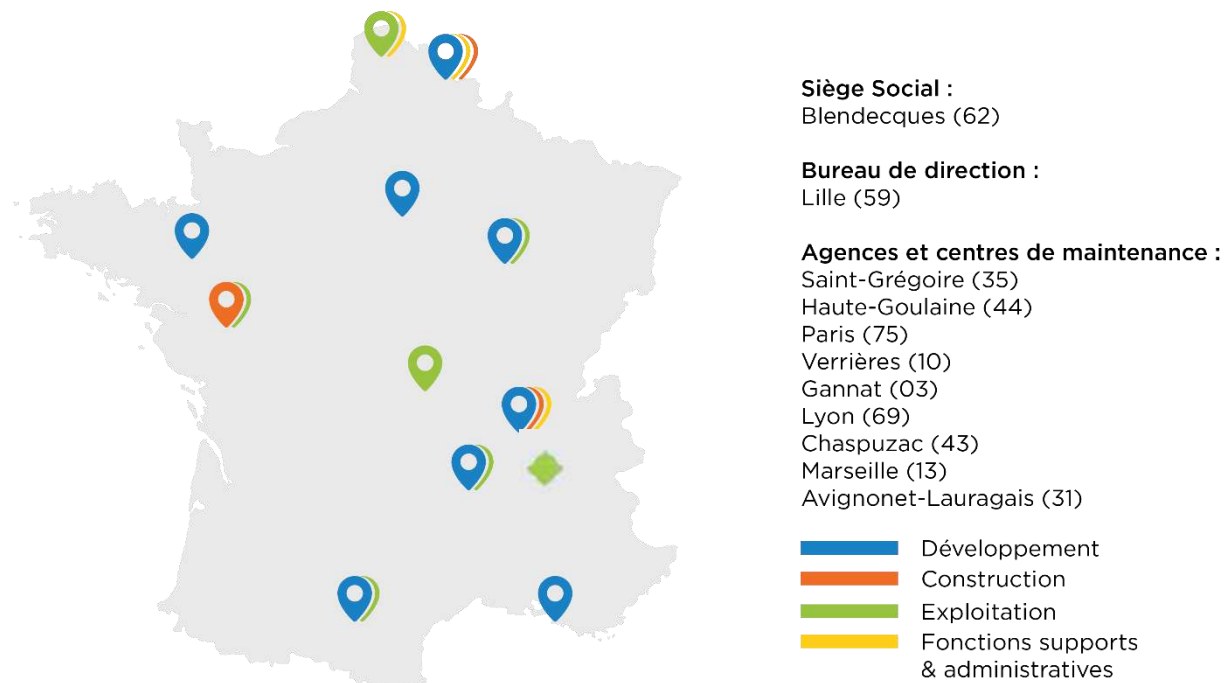 Siège Social :
Blendecques (62)
Bureau de direction :
Lille (59)
Agences et centres de maintenance :
Saint-Grégoire (35)
Haute-Goulaine (44)
Paris (75)
Verrières (10)
Gannat (03)
Lyon (69)
Chaspuzac (43)
Marseille (13)
Avignonet-Lauragais (31)
Développement
Construction
Exploitation
Fonctions supports
& administratives